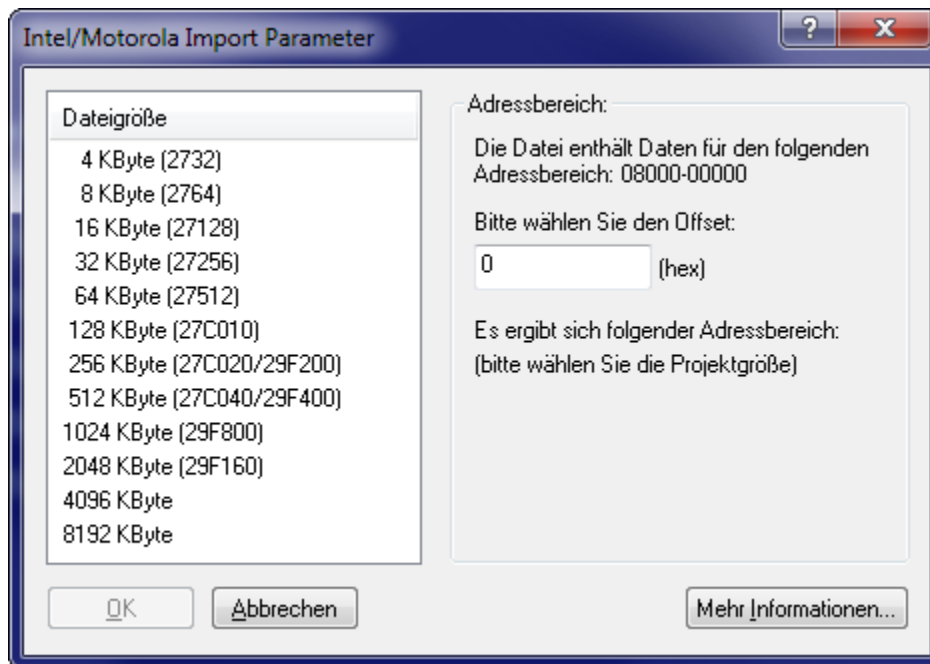 Intel/Motorola Import Parameter
Dateigröße
4 KByte (2732)
8 KByte (2764)
16 KByte (27128)
32 KByte (27256)
64 KByte (27512)
128 KByte (27C010)
256 KByte (27C020/29F200)
512 KByte (27C040/29F400)
1024 KByte (29F800)
2048 KByte (29F160)
4096 KByte
8192 KByte
Adressbereich:
Die Datei enthält Daten für den folgenden
Adressbereich: 08000-00000
Bitte wählen Sie den Offset:
0 (hex)
Es ergibt sich folgender Adressbereich:
(bitte wählen Sie die Projektgröße)
OK Abbrechen Mehr Informationen...